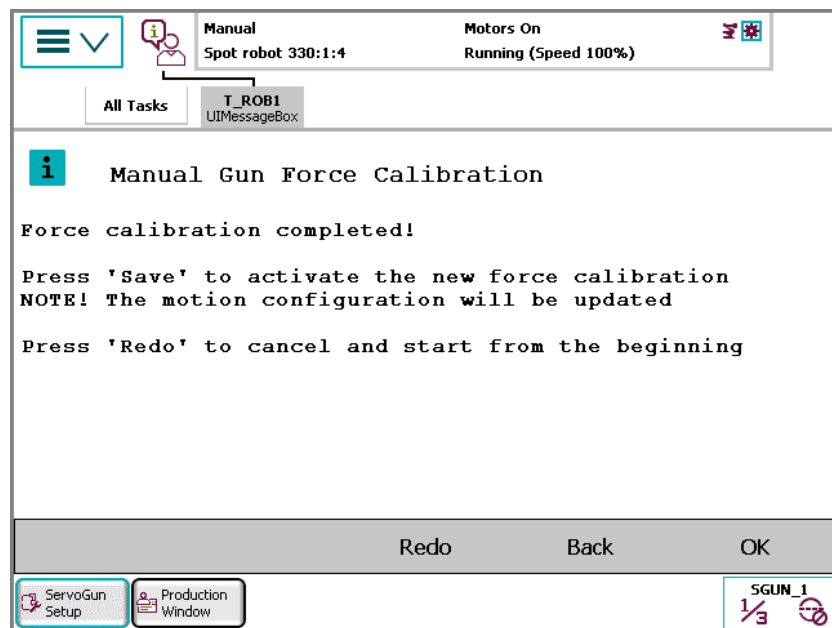 Manual
Motors On
Spot robot 330:1:4
Running (Speed 100%)
All Tasks
T_ROB1
UIMessageBox
Manual Gun Force Calibration
Force calibration completed!
Press 'Save' to activate the new force calibration
NOTE! The motion configuration will be updated
Press 'Redo' to cancel and start from the beginning
Redo
Back
OK
ServoGun
Setup
Production
Window
SGUN_1
1/3